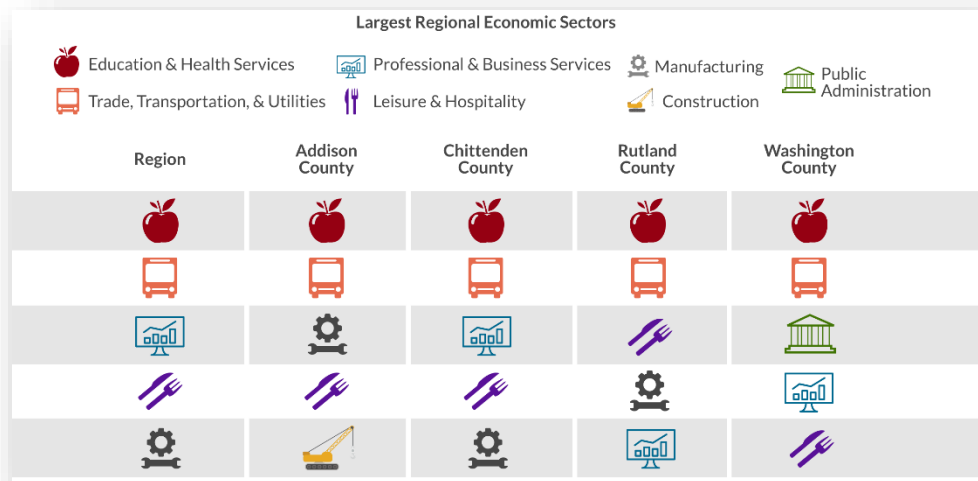 Largest Regional Economic Sectors
Education & Health Services
Professional & Business Services
Manufacturing
Public
Administration
Trade, Transportation, & Utilities
Leisure & Hospitality
Construction
Region
Addison
County
Chittenden
County
Rutland
County
Washington
County